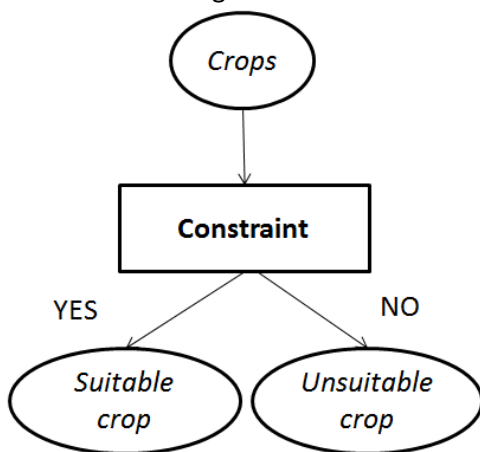 Crops
Constraint
YES
NO
Suitable
crop
Unsuitable
crop